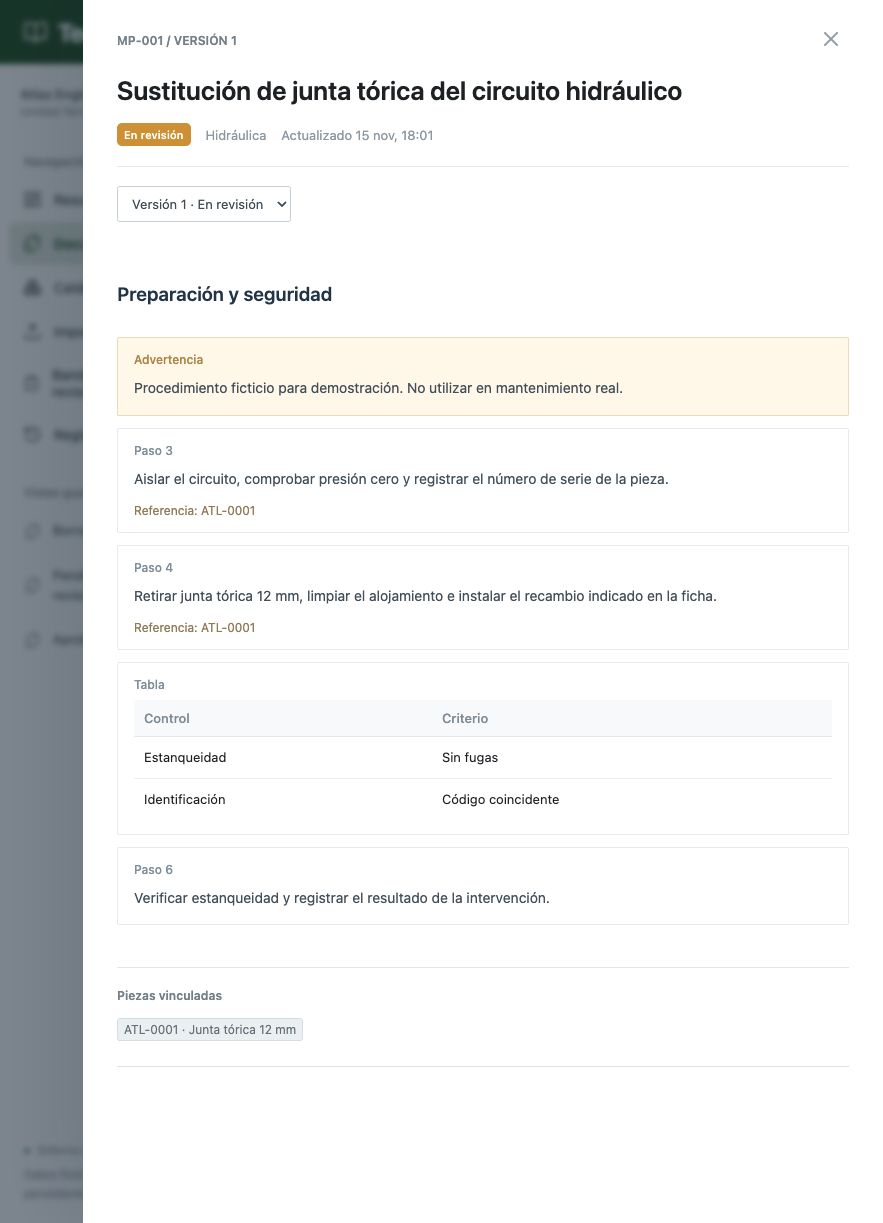 MP-001 / VERSIÓN 1
Sustitución de junta tórica del circuito hidráulico
En revisión Hidráulica Actualizado 15 nov, 18:01
Versión 1 · En revisión
Preparación y seguridad
Advertencia
Procedimiento ficticio para demostración. No utilizar en mantenimiento real.
Paso 3
Aislar el circuito, comprobar presión cero y registrar el número de serie de la pieza.
Referencia: ATL-0001
Paso 4
Retirar junta tórica 12 mm, limpiar el alojamiento e instalar el recambio indicado en la ficha.
Referencia: ATL-0001
Tabla
Control Criterio
Estanqueidad Sin fugas
Identificación Código coincidente
Paso 6
Verificar estanqueidad y registrar el resultado de la intervención.
Piezas vinculadas
ATL-0001 · Junta tórica 12 mm